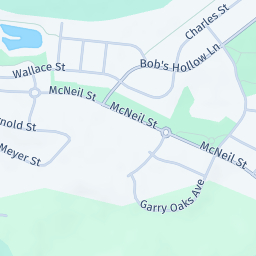 Charles St
Bob's Hollow Ln
Wallace St
McNeil St
McNeil St
nold St
McNeil St
Meyer St
Garry Oaks Ave